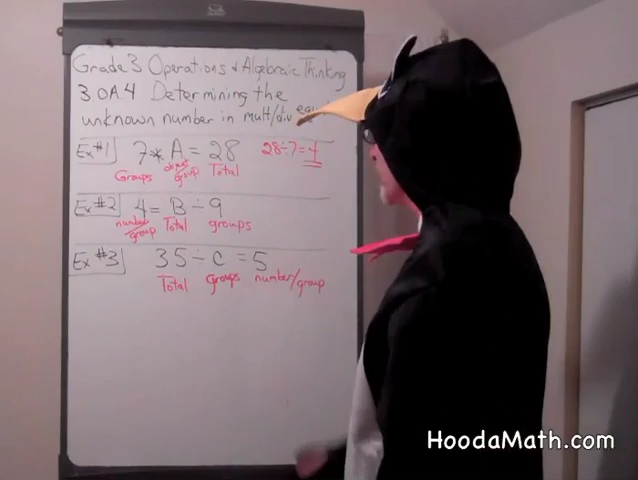 Grade 3 Operations & Algebraic Thinking
3.OA.4 Determining the
unknown number in mult/div
Ex #1 7 * A = 28 28÷7=4
Groups object/group Total
Ex #2 4 = B ÷ 9
number/group Total groups
Ex #3 35 ÷ C = 5
Total Groups number/group
HoodaMath.com